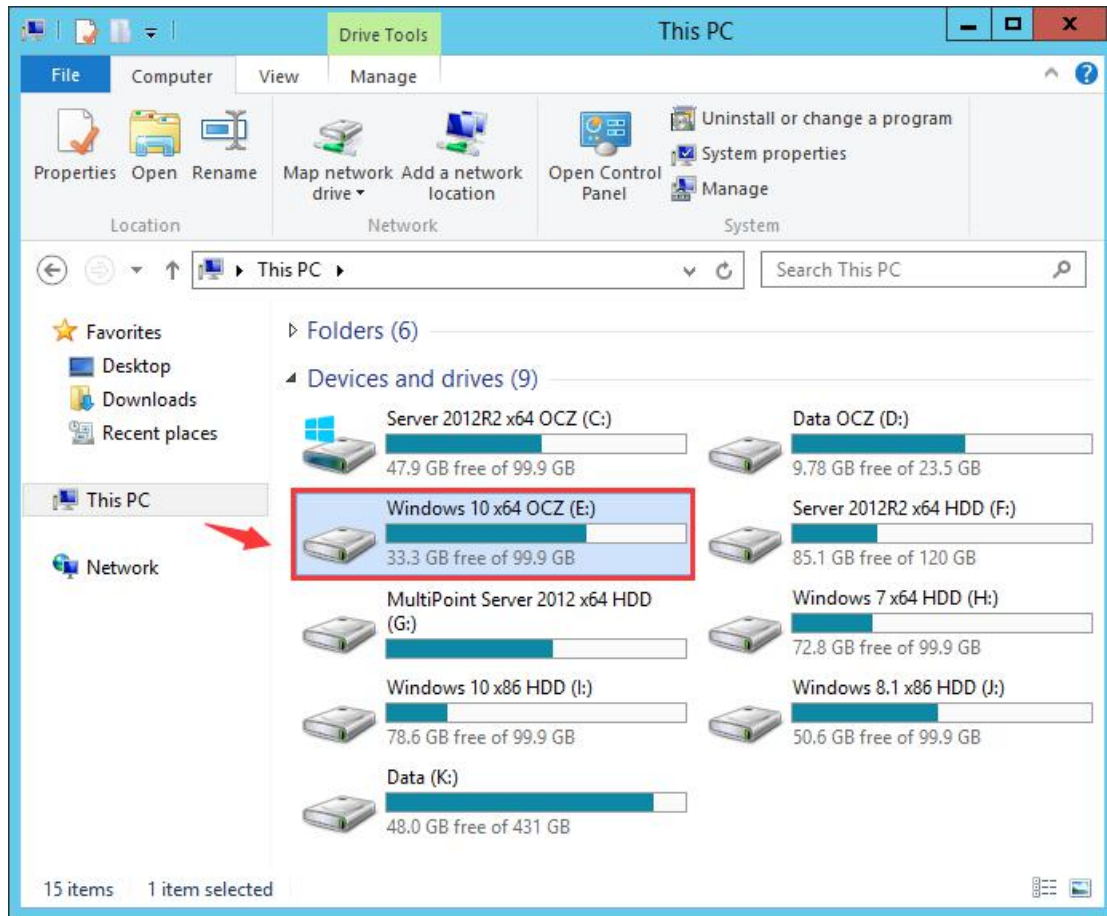 Drive Tools
This PC
File Computer View Manage
Properties Open Rename
Map network drive
Add a network location
Open Control Panel
Uninstall or change a program
System properties
Manage
Location Network System
This PC
Search This PC
Favorites
Desktop
Downloads
Recent places
This PC
Network
Folders (6)
Devices and drives (9)
Server 2012R2 x64 OCZ (C:)
47.9 GB free of 99.9 GB
Data OCZ (D:)
9.78 GB free of 23.5 GB
Windows 10 x64 OCZ (E:)
33.3 GB free of 99.9 GB
Server 2012R2 x64 HDD (F:)
85.1 GB free of 120 GB
MultiPoint Server 2012 x64 HDD
(G:)
Windows 7 x64 HDD (H:)
72.8 GB free of 99.9 GB
Windows 10 x86 HDD (I:)
78.6 GB free of 99.9 GB
Windows 8.1 x86 HDD (J:)
50.6 GB free of 99.9 GB
Data (K:)
48.0 GB free of 431 GB
15 items 1 item selected